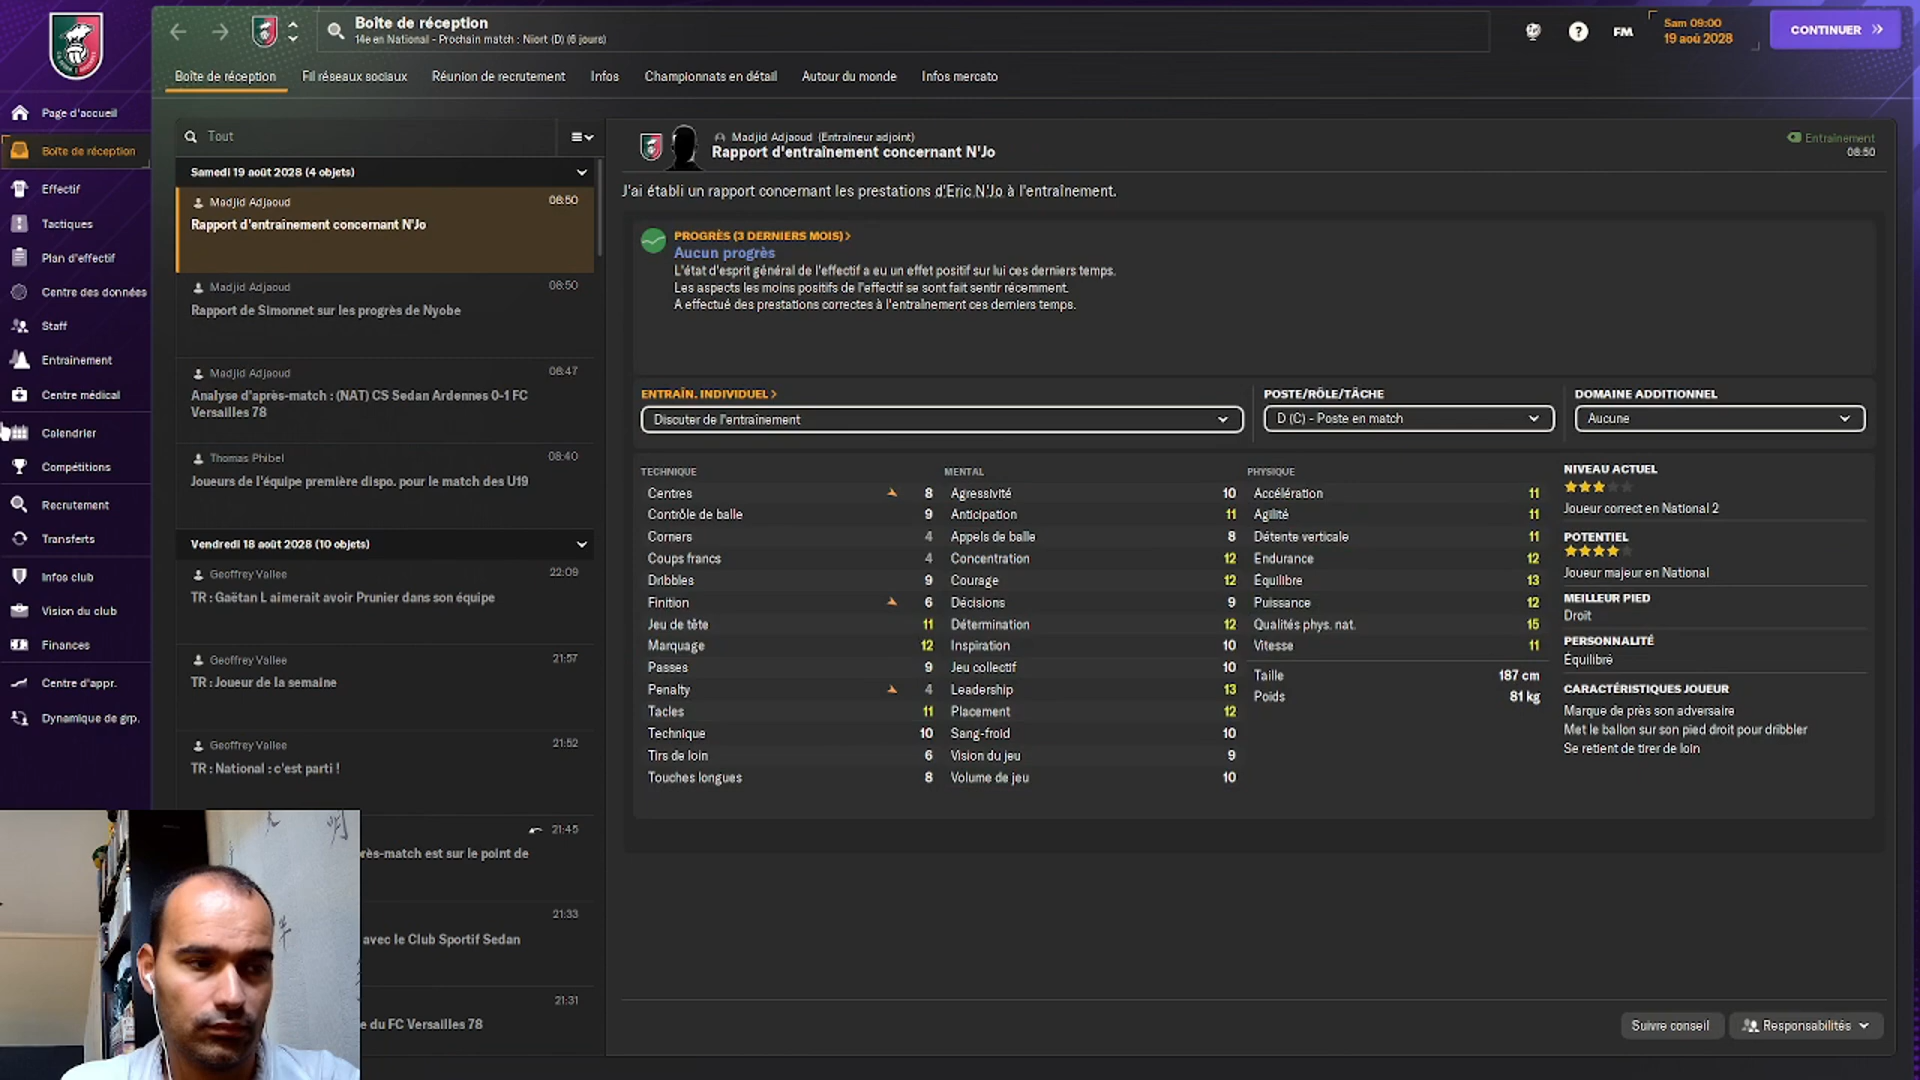 Boîte de réception
14e en National - Prochain match : Niort (D) (6 jours)
FM
Sam 09:00
19 aoû 2028
CONTINUER
Boîte de réception
Fil réseaux sociaux
Réunion de recrutement
Infos
Championnats en détail
Autour du monde
Infos mercato
Page d'accueil
Boîte de réception
Effectif
Tactiques
Plan d'effectif
Centre des données
Staff
Entraînement
Centre médical
Calendrier
Compétitions
Recrutement
Transferts
Infos club
Vision du club
Finances
Centre d'appr.
Dynamique de grp.
Tout
Samedi 19 août 2028 (4 objets)
Madjid Adjaoud 08:50
Rapport d'entraînement concernant N'Jo
Madjid Adjaoud 08:50
Rapport de Simonnet sur les progrès de Nyobe
Madjid Adjaoud 08:47
Analyse d'après-match : (NAT) CS Sedan Ardennes 0-1 FC
Versailles 78
Thomas Phibel 08:40
Joueurs de l'équipe première dispo. pour le match des U19
Vendredi 18 août 2028 (10 objets)
Geoffrey Vallee 22:09
TR : Gaëtan L aimerait avoir Prunier dans son équipe
Geoffrey Vallee 21:57
TR : Joueur de la semaine
Geoffrey Vallee 21:52
TR : National : c'est parti !
21:45
rès-match est sur le point de
21:33
avec le Club Sportif Sedan
21:31
e du FC Versailles 78
Madjid Adjaoud (Entraîneur adjoint)
Rapport d'entraînement concernant N'Jo
Entraînement
08:50
J'ai établi un rapport concernant les prestations d'Eric N'Jo à l'entraînement.
PROGRÈS (3 DERNIERS MOIS)
Aucun progrès
L'état d'esprit général de l'effectif a eu un effet positif sur lui ces derniers temps.
Les aspects les moins positifs de l'effectif se sont fait sentir récemment.
A effectué des prestations correctes à l'entraînement ces derniers temps.
ENTRAÎN. INDIVIDUEL
Discuter de l'entraînement
POSTE/RÔLE/TÂCHE
D (C) - Poste en match
DOMAINE ADDITIONNEL
Aucune
TECHNIQUE
Centres 8
Contrôle de balle 9
Corners 4
Coups francs 4
Dribbles 9
Finition 6
Jeu de tête 11
Marquage 12
Passes 9
Penalty 4
Tacles 11
Technique 10
Tirs de loin 6
Touches longues 8
MENTAL
Agressivité 10
Anticipation 11
Appels de balle 8
Concentration 12
Courage 12
Décisions 9
Détermination 12
Inspiration 10
Jeu collectif 10
Leadership 13
Placement 12
Sang-froid 10
Vision du jeu 9
Volume de jeu 10
PHYSIQUE
Accélération 11
Agilité 11
Détente verticale 11
Endurance 12
Équilibre 13
Puissance 12
Qualités phys. nat. 15
Vitesse 11
Taille 187 cm
Poids 81 kg
NIVEAU ACTUEL
Joueur correct en National 2
POTENTIEL
Joueur majeur en National
MEILLEUR PIED
Droit
PERSONNALITÉ
Équilibré
CARACTÉRISTIQUES JOUEUR
Marque de près son adversaire
Met le ballon sur son pied droit pour dribbler
Se retient de tirer de loin
Suivre conseil
Responsabilités